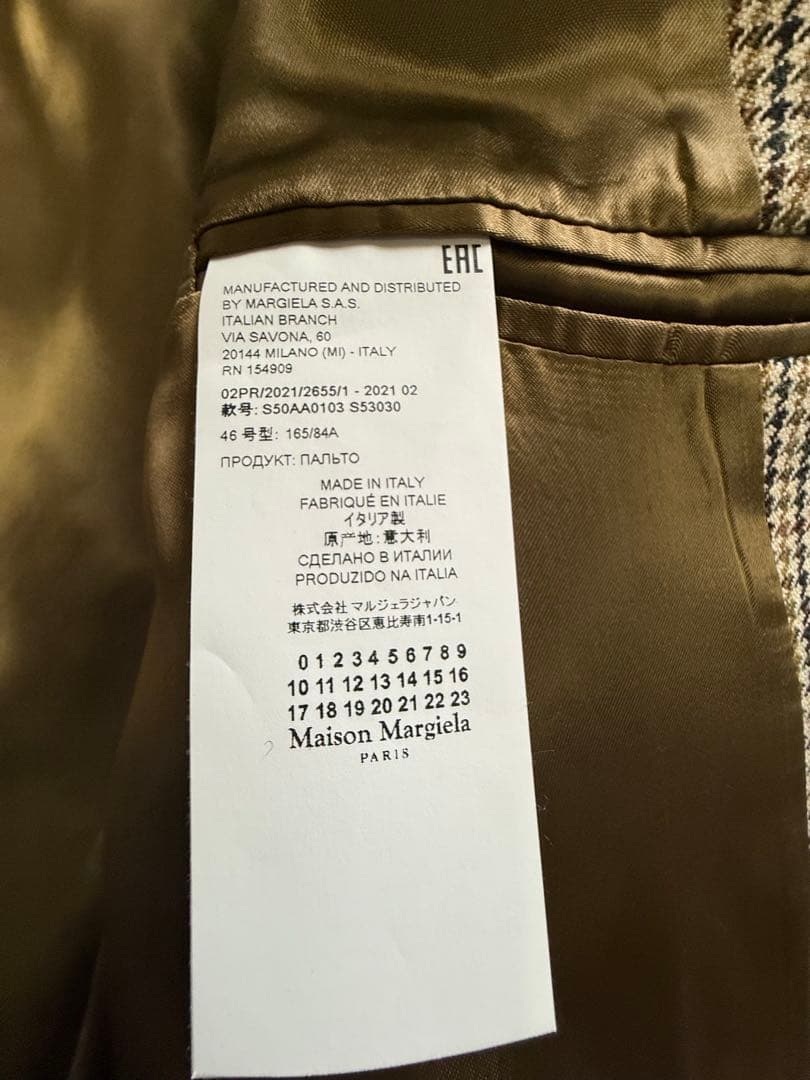 EAC
MANUFACTURED AND DISTRIBUTED
BY MARGIELA S.A.S.
ITALIAN BRANCH
VIA SAVONA, 60
20144 MILANO (MI) - ITALY
RN 154909
02PR/2021/2655/1 - 2021 02
款号: S50AA0103 S53030
46 号型: 165/84A
ПРОДУКТ: ПАЛЬТО
MADE IN ITALY
FABRIQUÉ EN ITALIE
イタリア製
原产地:意大利
СДЕЛАНО В ИТАЛИИ
PRODUZIDO NA ITALIA
株式会社 マルジェラジャパン
東京都渋谷区恵比寿南1-15-1
0 1 2 3 4 5 6 7 8 9
10 11 12 13 14 15 16
17 18 19 20 21 22 23
Maison Margiela
PARIS